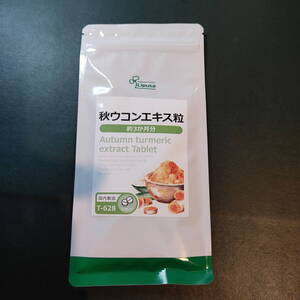 Lipusa
秋ウコンエキス粒
約3か月分
Autumn turmeric
extract Tablet
国内製造
T-628